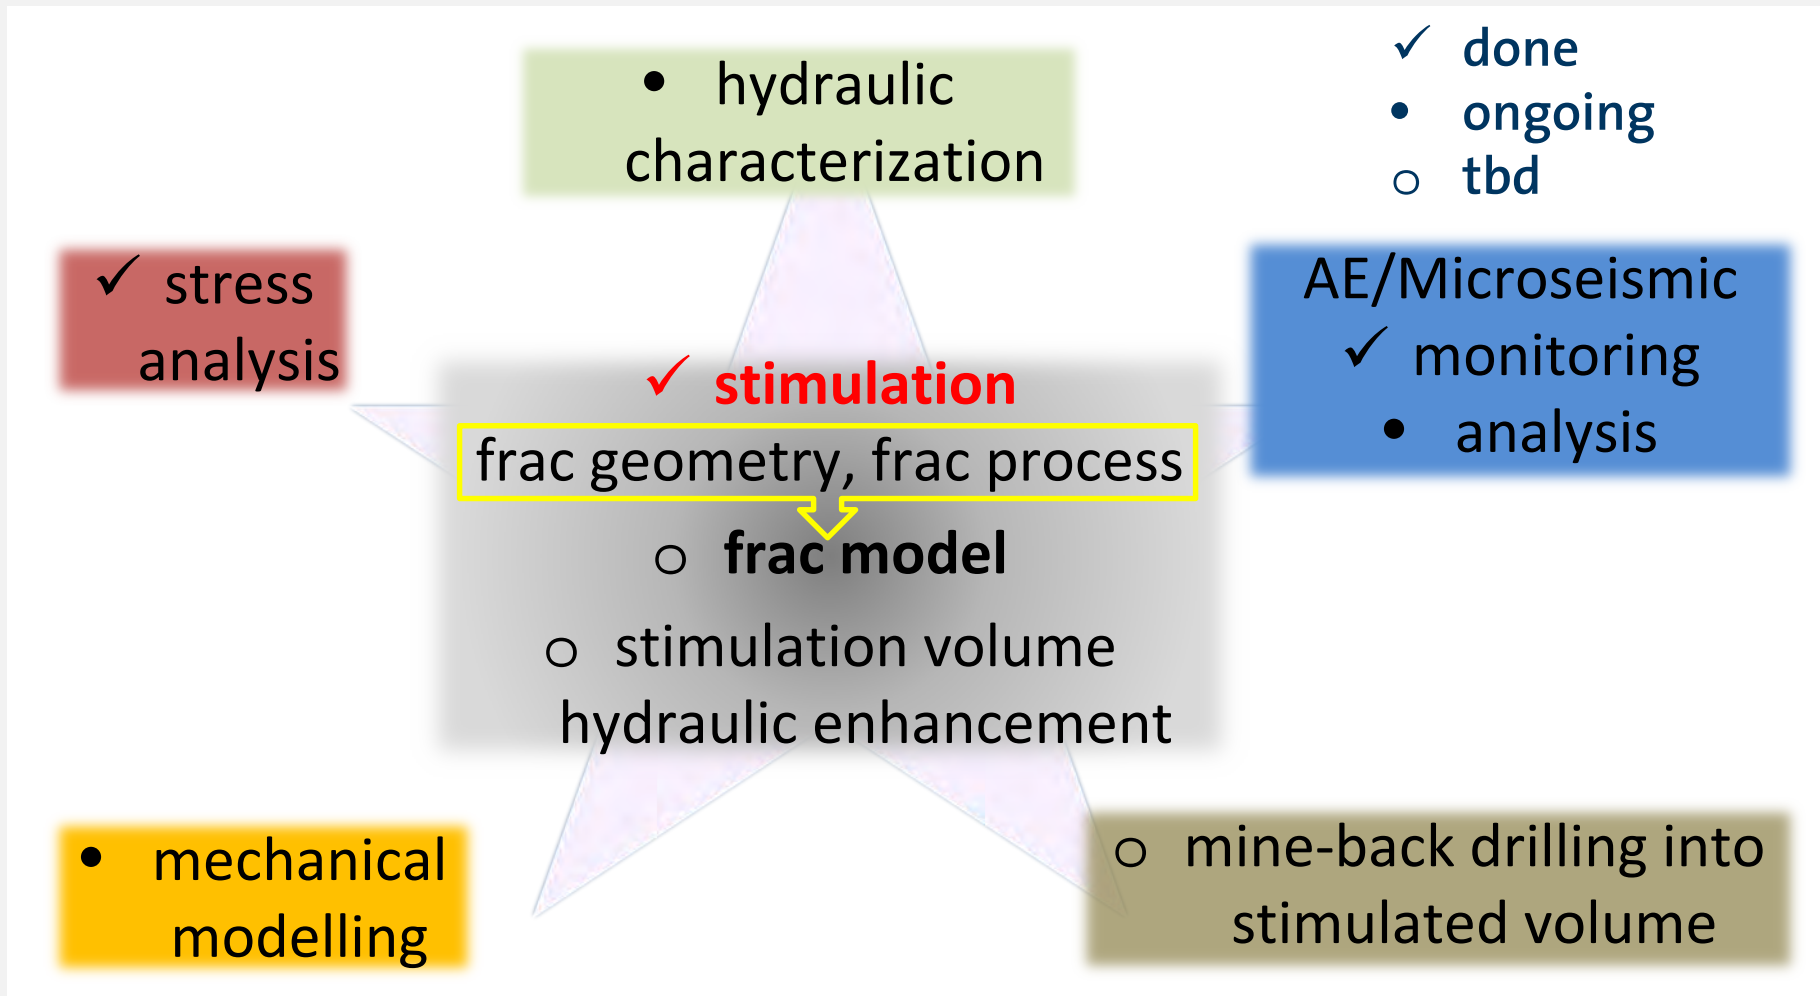 • hydraulic
characterization
✓ done
• ongoing
o tbd
✓ stress
analysis
AE/Microseismic
✓ monitoring
• analysis
✓ stimulation
frac geometry, frac process
o frac model
o stimulation volume
hydraulic enhancement
• mechanical
modelling
o mine-back drilling into
stimulated volume